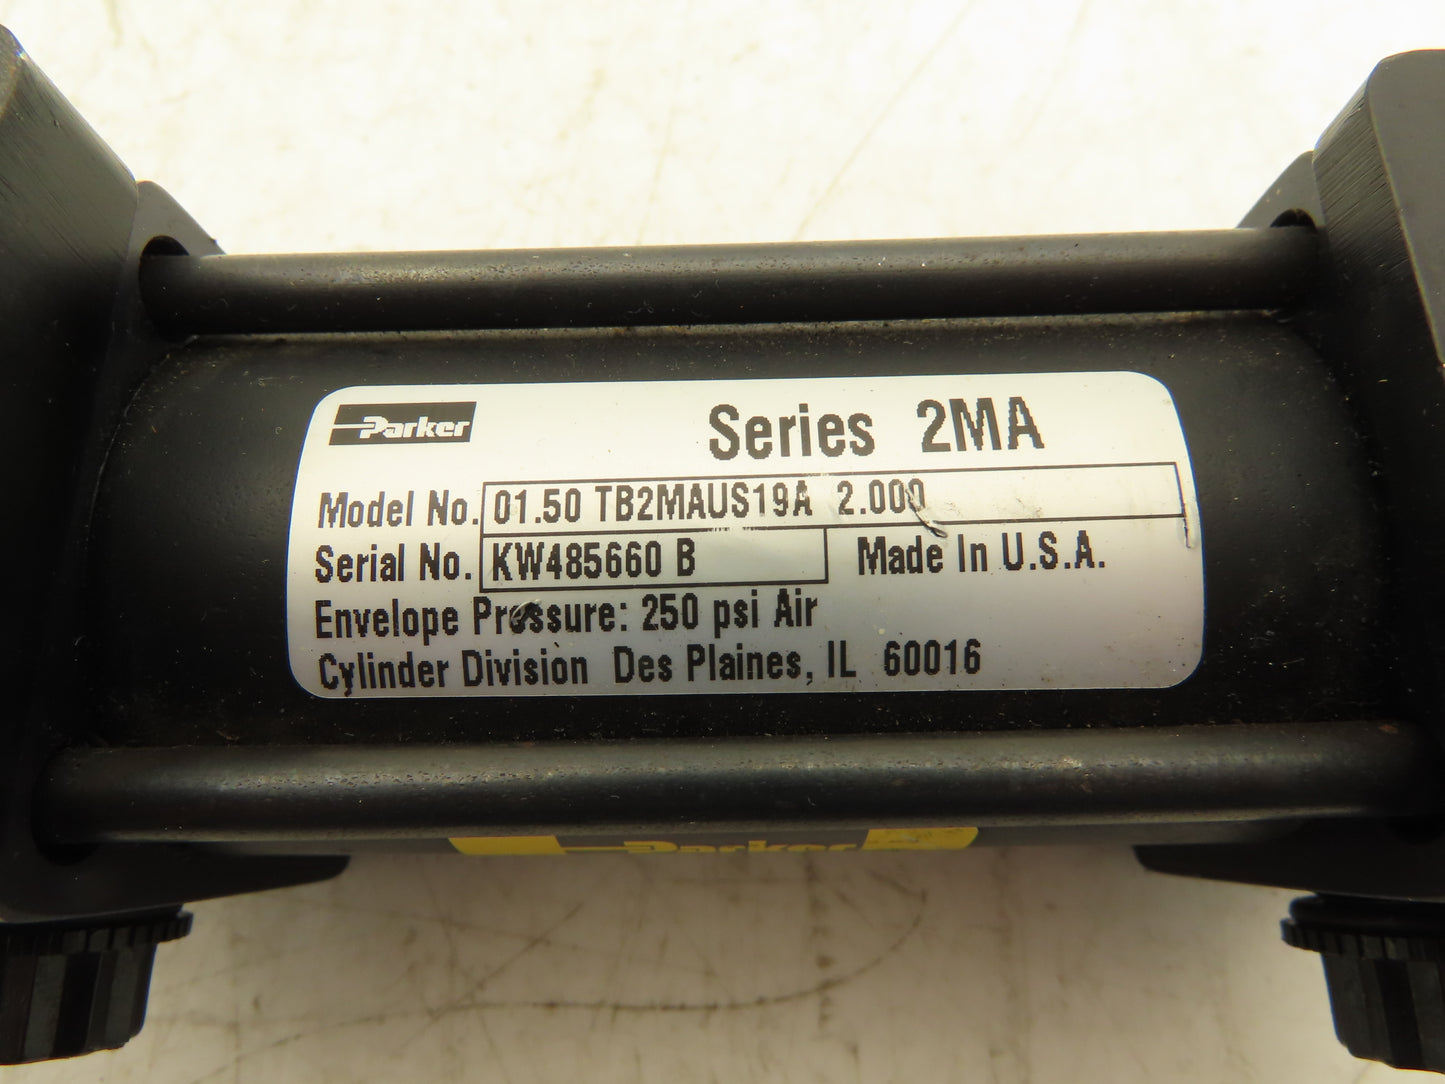 Parker
Series 2MA
Model No. 01.50 TB2MAUS19A 2.000
Serial No. KW485660 B Made In U.S.A.
Envelope Pressure: 250 psi Air
Cylinder Division Des Plaines, IL 60016
Parker